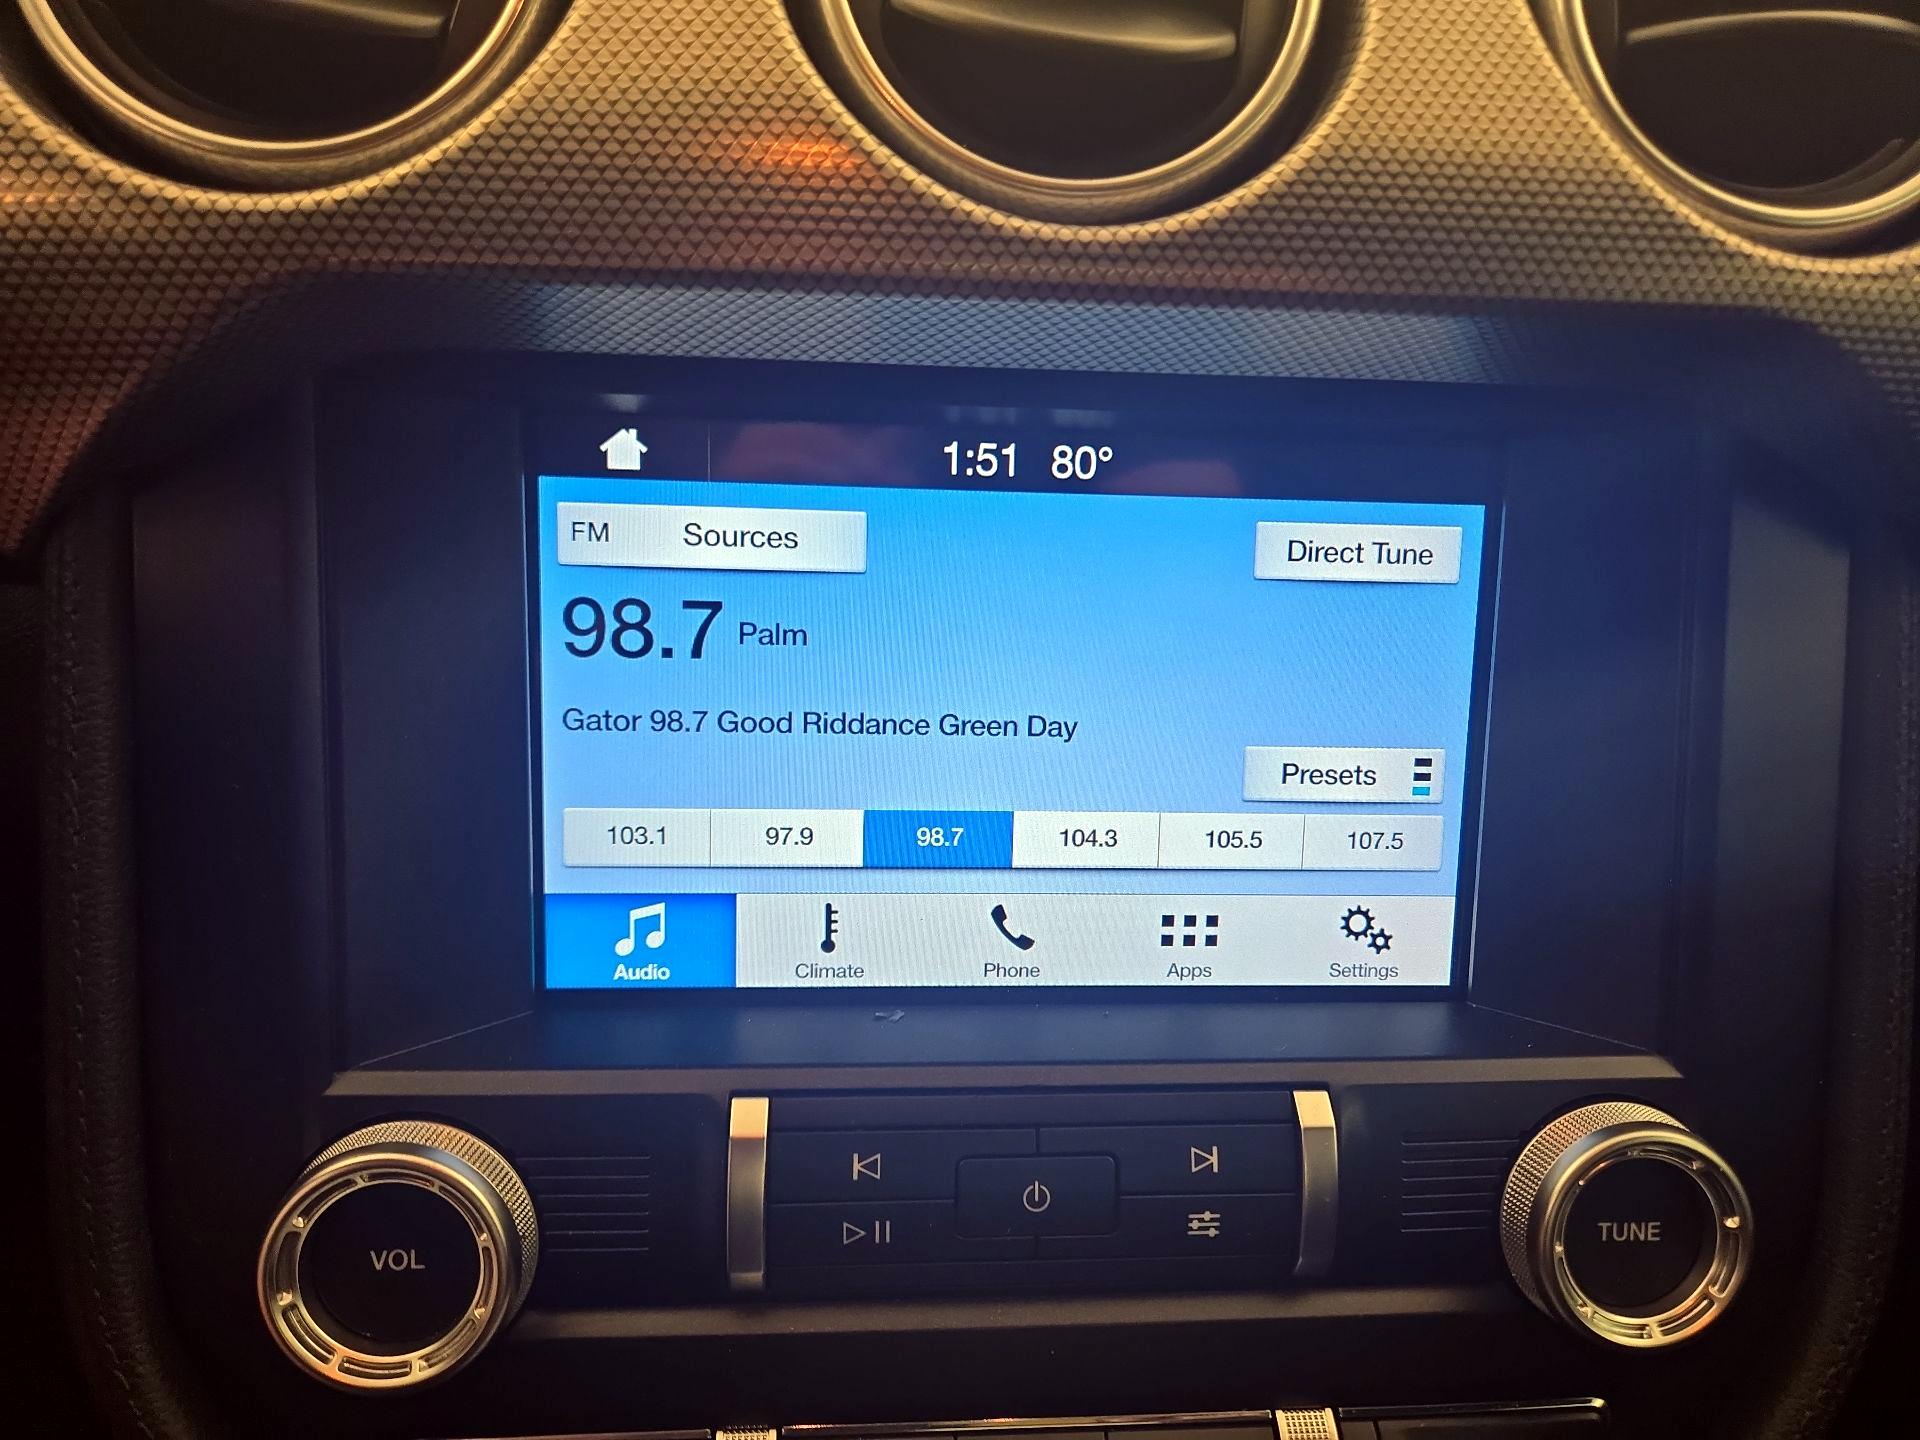 1:51 80°
FM Sources
Direct Tune
98.7 Palm
Gator 98.7 Good Riddance Green Day
Presets
103.1 97.9 98.7 104.3 105.5 107.5
Audio Climate Phone Apps Settings
VOL
TUNE